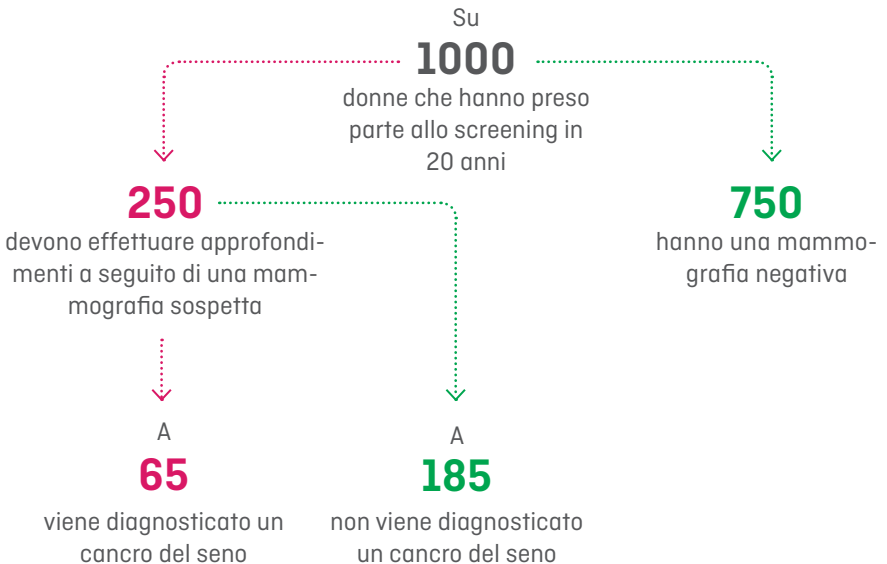 Su
1000
donne che hanno preso
parte allo screening in
20 anni
250
devono effettuare approfondi-
menti a seguito di una mam-
mografia sospetta
750
hanno una mammo-
grafia negativa
A
65
viene diagnosticato un
cancro del seno
A
185
non viene diagnosticato
un cancro del seno